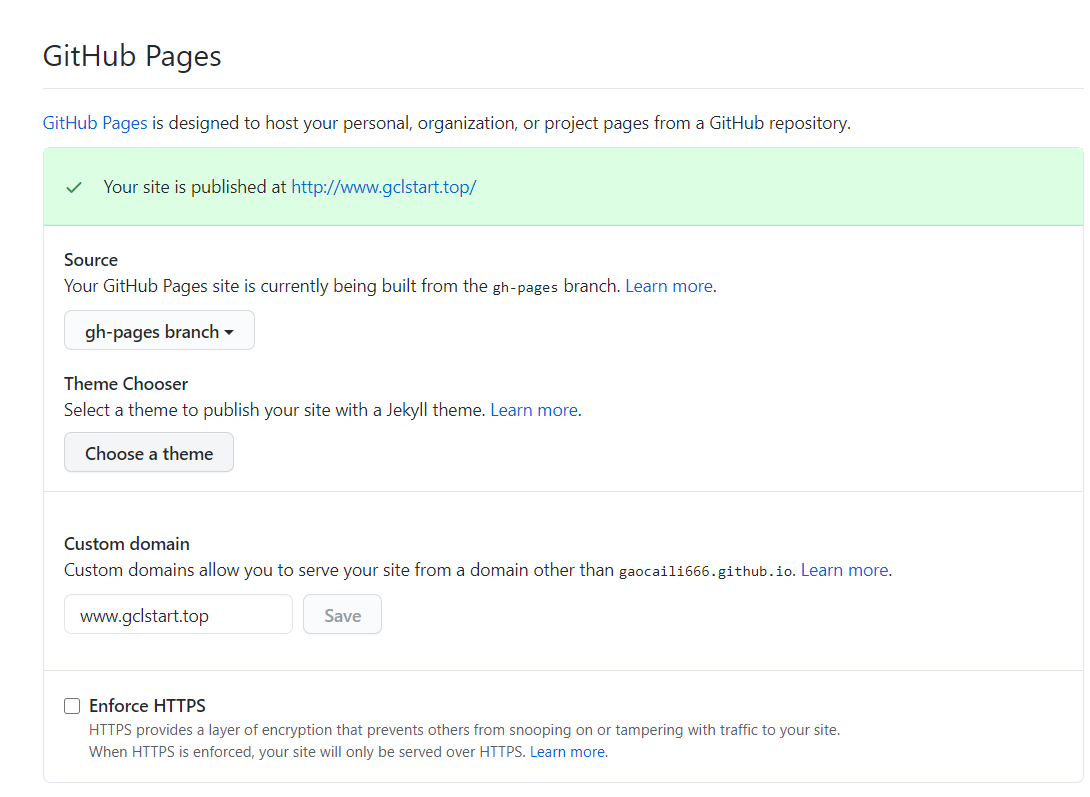 GitHub Pages
GitHub Pages is designed to host your personal, organization, or project pages from a GitHub repository.
Your site is published at http://www.gclstart.top/
Source
Your GitHub Pages site is currently being built from the gh-pages branch. Learn more.
gh-pages branch
Theme Chooser
Select a theme to publish your site with a Jekyll theme. Learn more.
Choose a theme
Custom domain
Custom domains allow you to serve your site from a domain other than gaocaili666.github.io. Learn more.
www.gclstart.top Save
Enforce HTTPS
HTTPS provides a layer of encryption that prevents others from snooping on or tampering with traffic to your site.
When HTTPS is enforced, your site will only be served over HTTPS. Learn more.